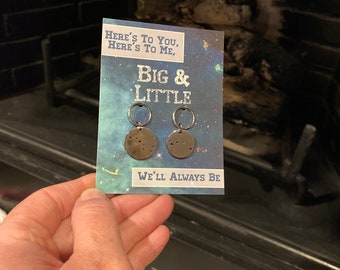 Here's To You,
Here's To Me,
Big &
Little
We'll Always Be